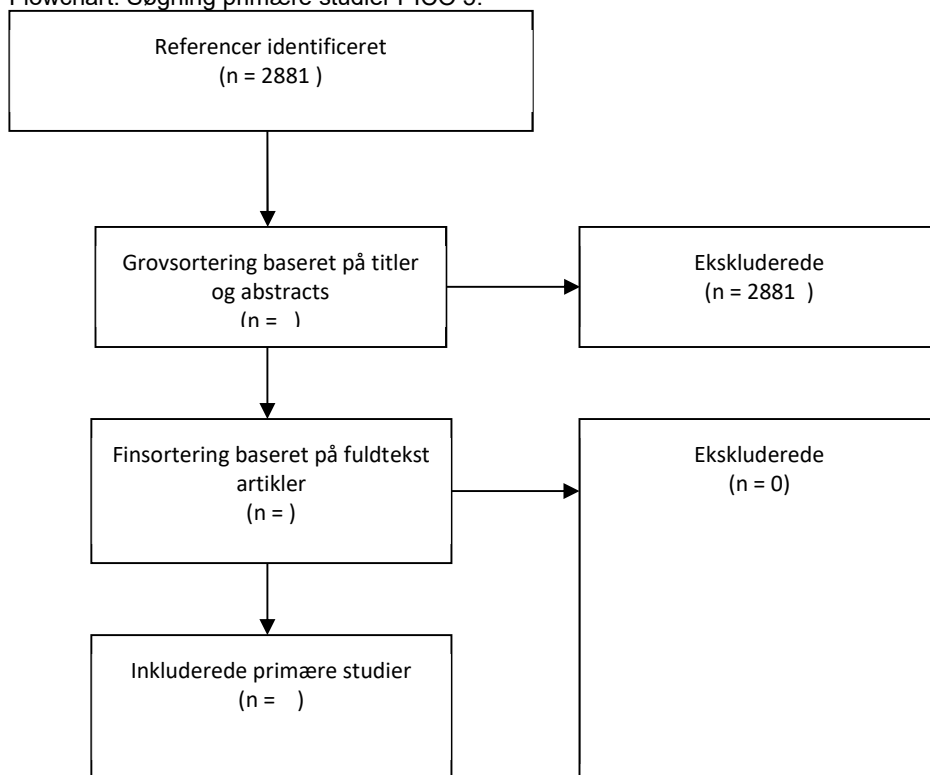 Flowchart: Søgning primære studier PICO 5:
Referencer identificeret
(n = 2881 )
Grovsortering baseret på titler
og abstracts
(n =   )
Ekskluderede
(n = 2881  )
Finsortering baseret på fuldtekst
artikler
(n = )
Ekskluderede
(n = 0)
Inkluderede primære studier
(n =    )